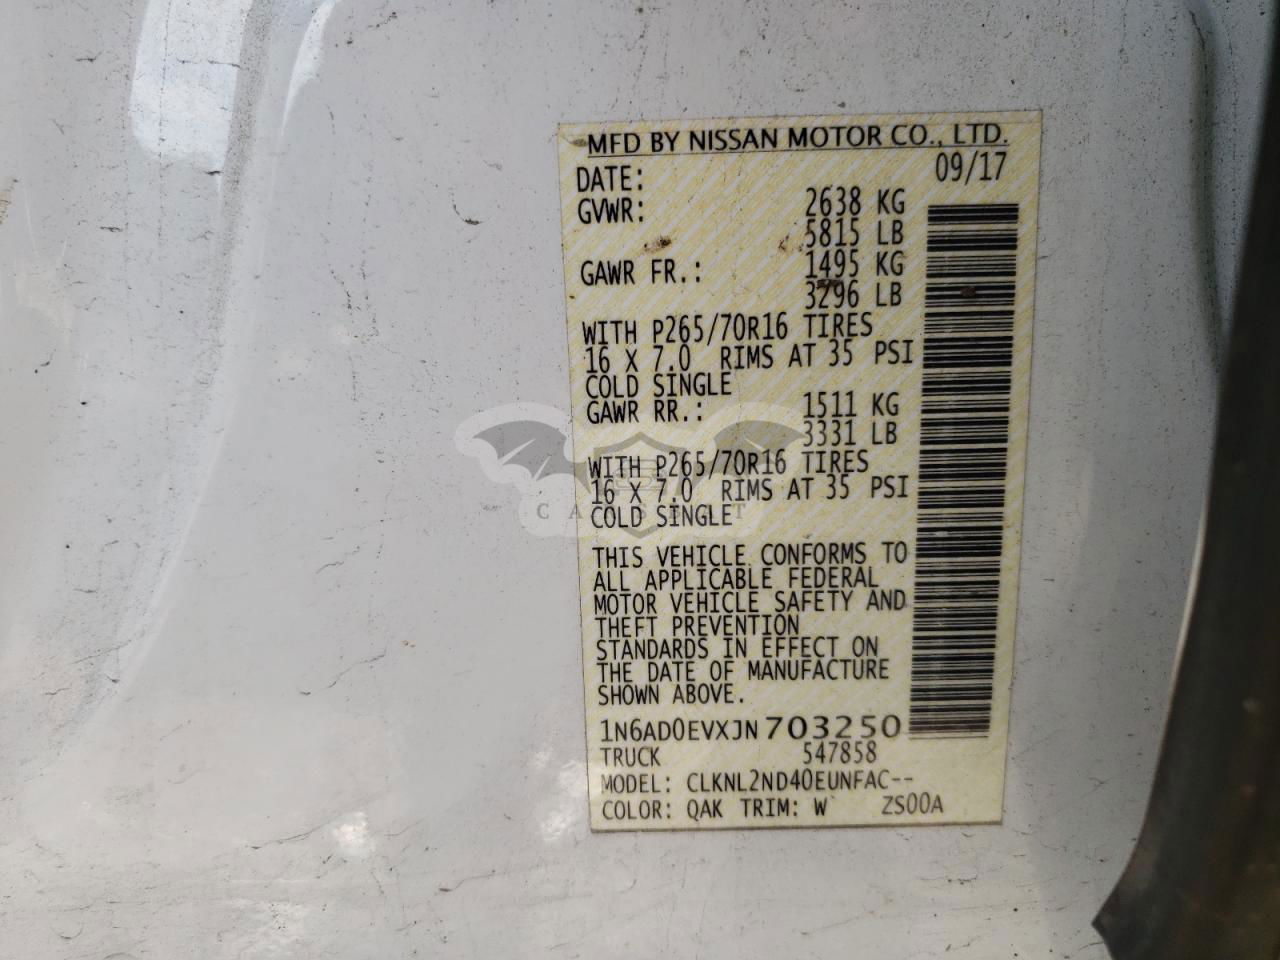 MFD BY NISSAN MOTOR CO., LTD.
DATE: 09/17
GVWR: 2638 KG
5815 LB
GAWR FR.: 1495 KG
3296 LB
WITH P265/70R16 TIRES
16 X 7.0 RIMS AT 35 PSI
COLD SINGLE
GAWR RR.: 1511 KG
3331 LB
WITH P265/70R16 TIRES
16 X 7.0 RIMS AT 35 PSI
COLD SINGLE
THIS VEHICLE CONFORMS TO
ALL APPLICABLE FEDERAL
MOTOR VEHICLE SAFETY AND
THEFT PREVENTION
STANDARDS IN EFFECT ON
THE DATE OF MANUFACTURE
SHOWN ABOVE.
1N6AD0EVXJN703250
TRUCK 547858
MODEL: CLKNL2ND40EUNFAC--
COLOR: QAK TRIM: W ZS00A